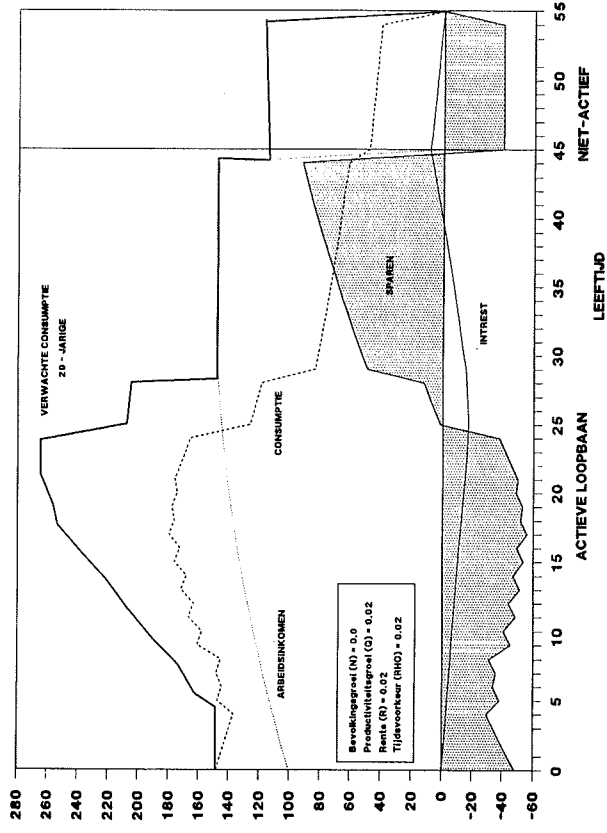 280
260
240
220
200
180
160
140
120
100
80
60
40
20
0
-20
-40
-60
VERWACHTE CONSUMPTIE
2D - JARIGE
CONSUMPTIE
ARBEIDSINKOMEN
SPAREN
INTREST
Bevolkingsgroei (N) = 0.0
Productiviteitsgroei (Q) = 0.02
Rente (R) = 0.02
Tijdsvoorkeur (RHO) = 0.02
0 5 10 15 20 25 30 35 40 45 50 55
ACTIEVE LOOPBAAN NIET-ACTIEF
LEEFTIJD